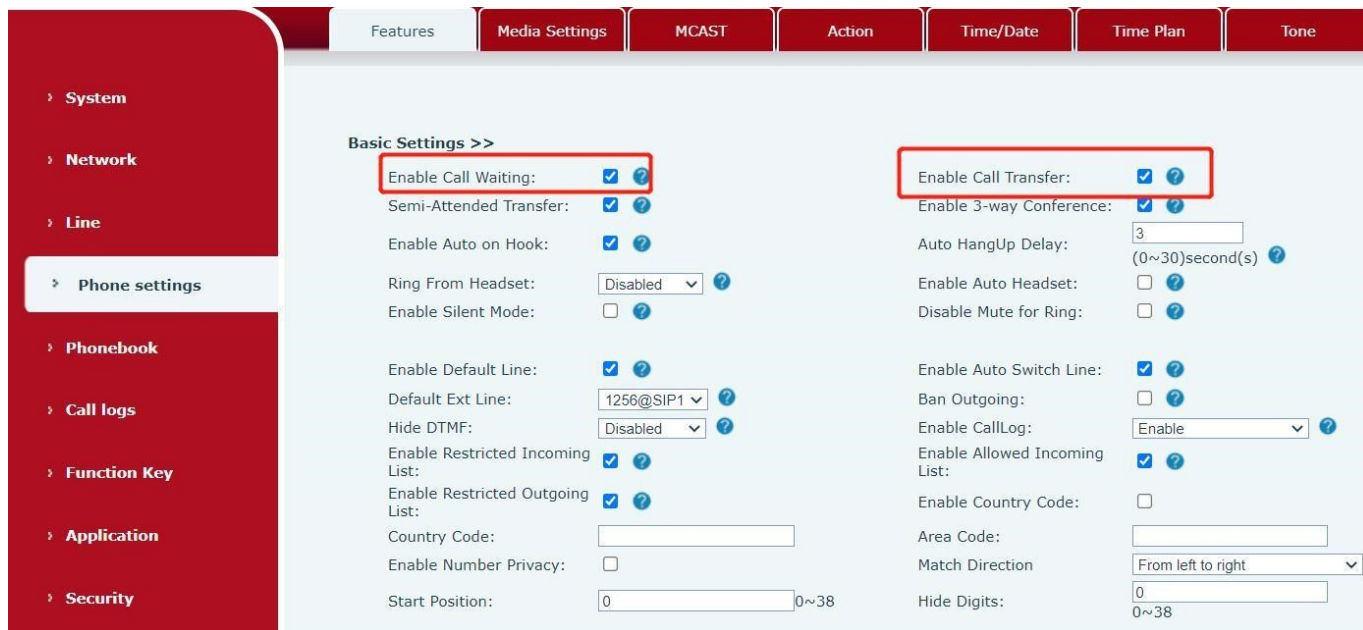 Features Media Settings MCAST Action Time/Date Time Plan Tone
System
Network
Line
Phone settings
Phonebook
Call logs
Function Key
Application
Security
Basic Settings >>
Enable Call Waiting: Enable Call Transfer:
Semi-Attended Transfer: Enable 3-way Conference:
Enable Auto on Hook: Auto HangUp Delay: 3
(0~30)second(s)
Ring From Headset: Disabled Enable Auto Headset:
Enable Silent Mode: Disable Mute for Ring:
Enable Default Line: Enable Auto Switch Line:
Default Ext Line: 1256@SIP1 Ban Outgoing:
Hide DTMF: Disabled Enable CallLog: Enable
Enable Restricted Incoming List: Enable Allowed Incoming List:
Enable Restricted Outgoing List: Enable Country Code:
Country Code: Area Code:
Enable Number Privacy: Match Direction From left to right
Start Position: 0 0~38 Hide Digits: 0
0~38